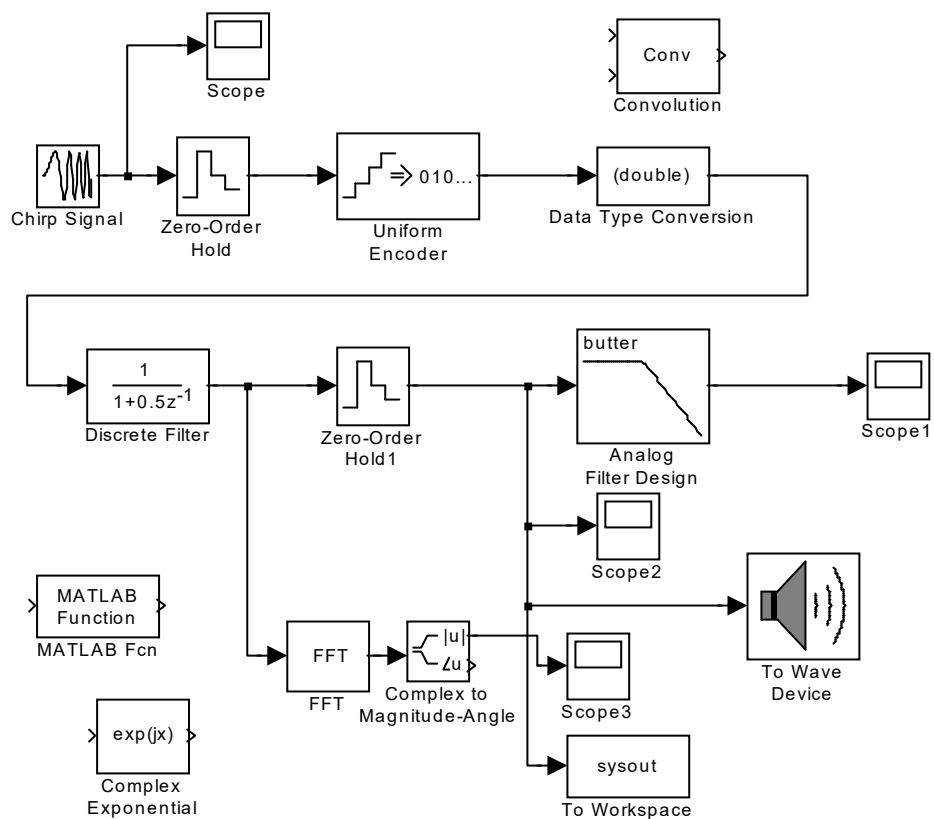 Scope
Conv
Convolution
Chirp Signal
Zero-Order
Hold
010...
Uniform
Encoder
(double)
Data Type Conversion
1
1+0.5z-1
Discrete Filter
Zero-Order
Hold1
butter
Analog
Filter Design
Scope1
Scope2
MATLAB
Function
MATLAB Fcn
FFT
FFT
|u|
∠u
Complex to
Magnitude-Angle
Scope3
To Wave
Device
exp(jx)
Complex
Exponential
sysout
To Workspace